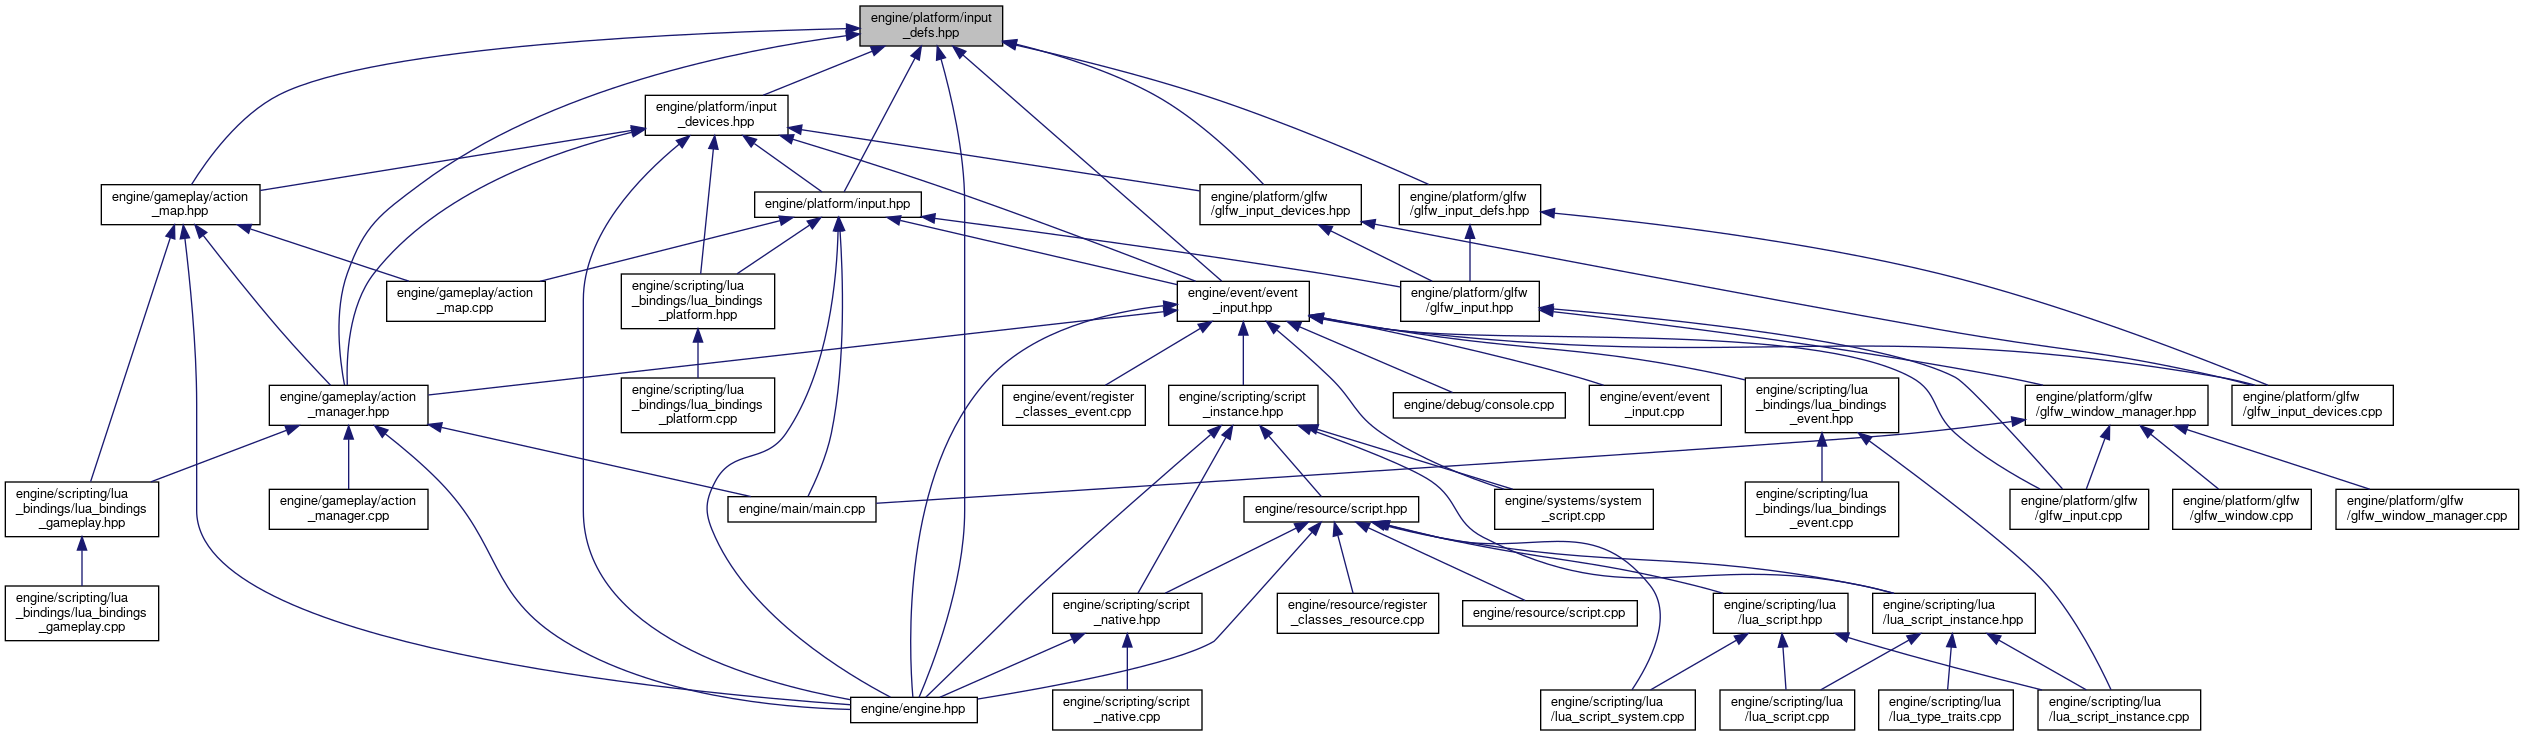 engine/platform/input
_defs.hpp
engine/platform/input
_devices.hpp
engine/gameplay/action
_map.hpp
engine/platform/input.hpp
engine/platform/glfw
/glfw_input_devices.hpp
engine/platform/glfw
/glfw_input_defs.hpp
engine/gameplay/action
_map.cpp
engine/scripting/lua
_bindings/lua_bindings
_platform.hpp
engine/event/event
_input.hpp
engine/platform/glfw
/glfw_input.hpp
engine/gameplay/action
_manager.hpp
engine/scripting/lua
_bindings/lua_bindings
_platform.cpp
engine/event/register
_classes_event.cpp
engine/scripting/script
_instance.hpp
engine/debug/console.cpp
engine/event/event
_input.cpp
engine/scripting/lua
_bindings/lua_bindings
_event.hpp
engine/platform/glfw
/glfw_window_manager.hpp
engine/platform/glfw
/glfw_input_devices.cpp
engine/scripting/lua
_bindings/lua_bindings
_gameplay.hpp
engine/gameplay/action
_manager.cpp
engine/main/main.cpp
engine/resource/script.hpp
engine/systems/system
_script.cpp
engine/scripting/lua
_bindings/lua_bindings
_event.cpp
engine/platform/glfw
/glfw_input.cpp
engine/platform/glfw
/glfw_window.cpp
engine/platform/glfw
/glfw_window_manager.cpp
engine/scripting/lua
_bindings/lua_bindings
_gameplay.cpp
engine/scripting/script
_native.hpp
engine/resource/register
_classes_resource.cpp
engine/resource/script.cpp
engine/scripting/lua
/lua_script.hpp
engine/scripting/lua
/lua_script_instance.hpp
engine/engine.hpp
engine/scripting/script
_native.cpp
engine/scripting/lua
/lua_script_system.cpp
engine/scripting/lua
/lua_script.cpp
engine/scripting/lua
/lua_type_traits.cpp
engine/scripting/lua
/lua_script_instance.cpp